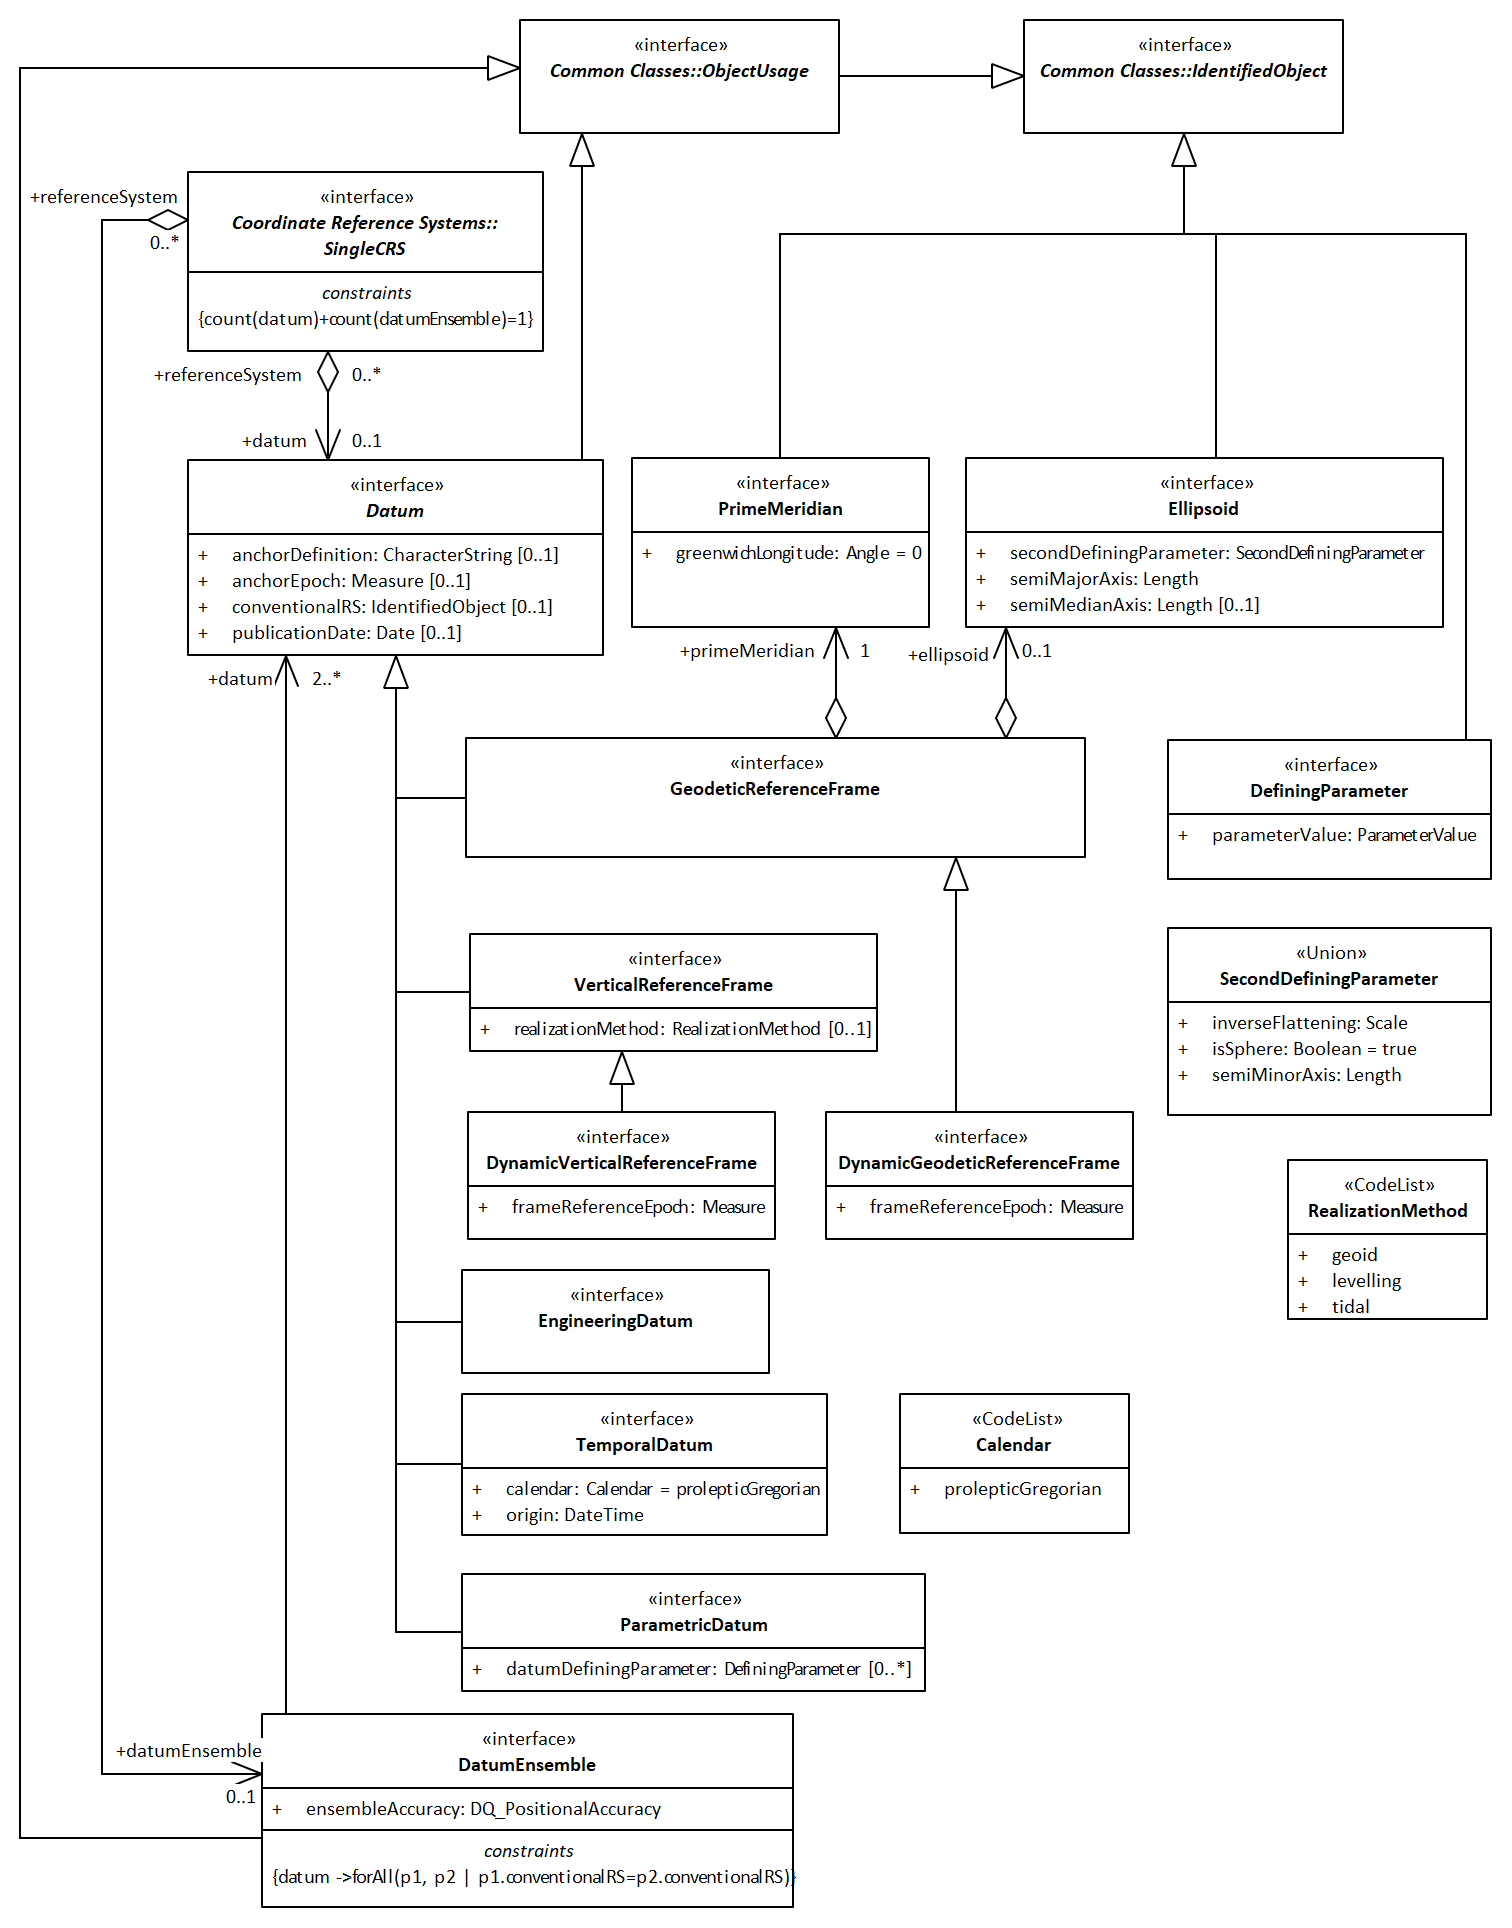 «interface»
Common Classes::ObjectUsage
«interface»
Common Classes::IdentifiedObject
+referenceSystem
0..*
«interface»
Coordinate Reference Systems::
SingleCRS
constraints
{count(datum)+count(datumEnsemble)=1}
+referenceSystem
0..*
+datum
0..1
«interface»
Datum
+ anchorDefinition: CharacterString [0..1]
+ anchorEpoch: Measure [0..1]
+ conventionalRS: IdentifiedObject [0..1]
+ publicationDate: Date [0..1]
«interface»
PrimeMeridian
+ greenwichLongitude: Angle = 0
«interface»
Ellipsoid
+ secondDefiningParameter: SecondDefiningParameter
+ semiMajorAxis: Length
+ semiMedianAxis: Length [0..1]
+datum
2..*
+primeMeridian
1
+ellipsoid
0..1
«interface»
GeodeticReferenceFrame
«interface»
DefiningParameter
+ parameterValue: ParameterValue
«interface»
VerticalReferenceFrame
+ realizationMethod: RealizationMethod [0..1]
«Union»
SecondDefiningParameter
+ inverseFlattening: Scale
+ isSphere: Boolean = true
+ semiMinorAxis: Length
«interface»
DynamicVerticalReferenceFrame
+ frameReferenceEpoch: Measure
«interface»
DynamicGeodeticReferenceFrame
+ frameReferenceEpoch: Measure
«CodeList»
RealizationMethod
+ geoid
+ levelling
+ tidal
«interface»
EngineeringDatum
«interface»
TemporalDatum
+ calendar: Calendar = prolepticGregorian
+ origin: DateTime
«CodeList»
Calendar
+ prolepticGregorian
«interface»
ParametricDatum
+ datumDefiningParameter: DefiningParameter [0..*]
+datumEnsemble
0..1
«interface»
DatumEnsemble
+ ensembleAccuracy: DQ_PositionalAccuracy
constraints
{datum ->forAll(p1, p2 | p1.conventionalRS=p2.conventionalRS)}